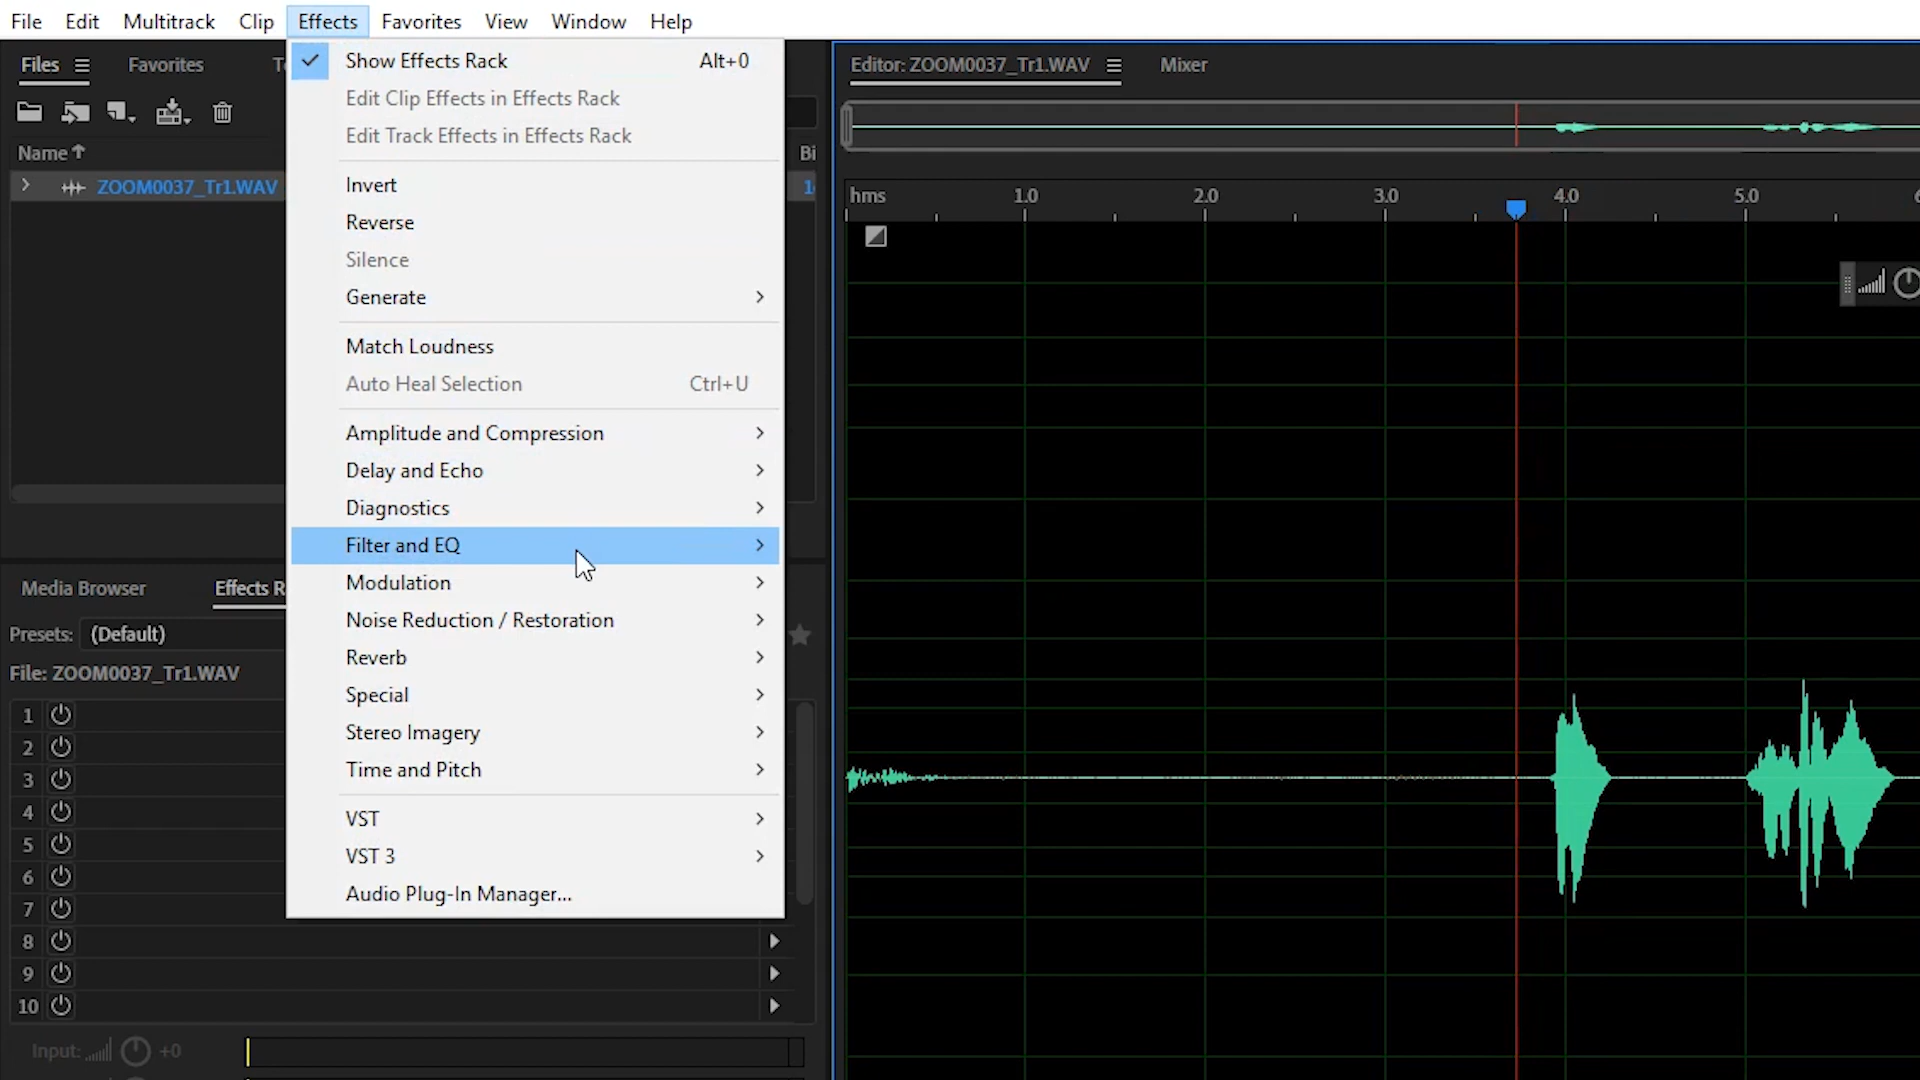 File Edit Multitrack Clip Effects Favorites View Window Help
Files Favorites
Name
ZOOM0037_Tr1.WAV
Show Effects Rack Alt+0
Edit Clip Effects in Effects Rack
Edit Track Effects in Effects Rack
Invert
Reverse
Silence
Generate
Match Loudness
Auto Heal Selection Ctrl+U
Amplitude and Compression
Delay and Echo
Diagnostics
Filter and EQ
Modulation
Noise Reduction / Restoration
Reverb
Special
Stereo Imagery
Time and Pitch
VST
VST 3
Audio Plug-In Manager...
Editor: ZOOM0037_Tr1.WAV Mixer
hms 1.0 2.0 3.0 4.0 5.0
Media Browser Effects R
Presets: (Default)
File: ZOOM0037_Tr1.WAV
1
2
3
4
5
6
7
8
9
10
Input: +0